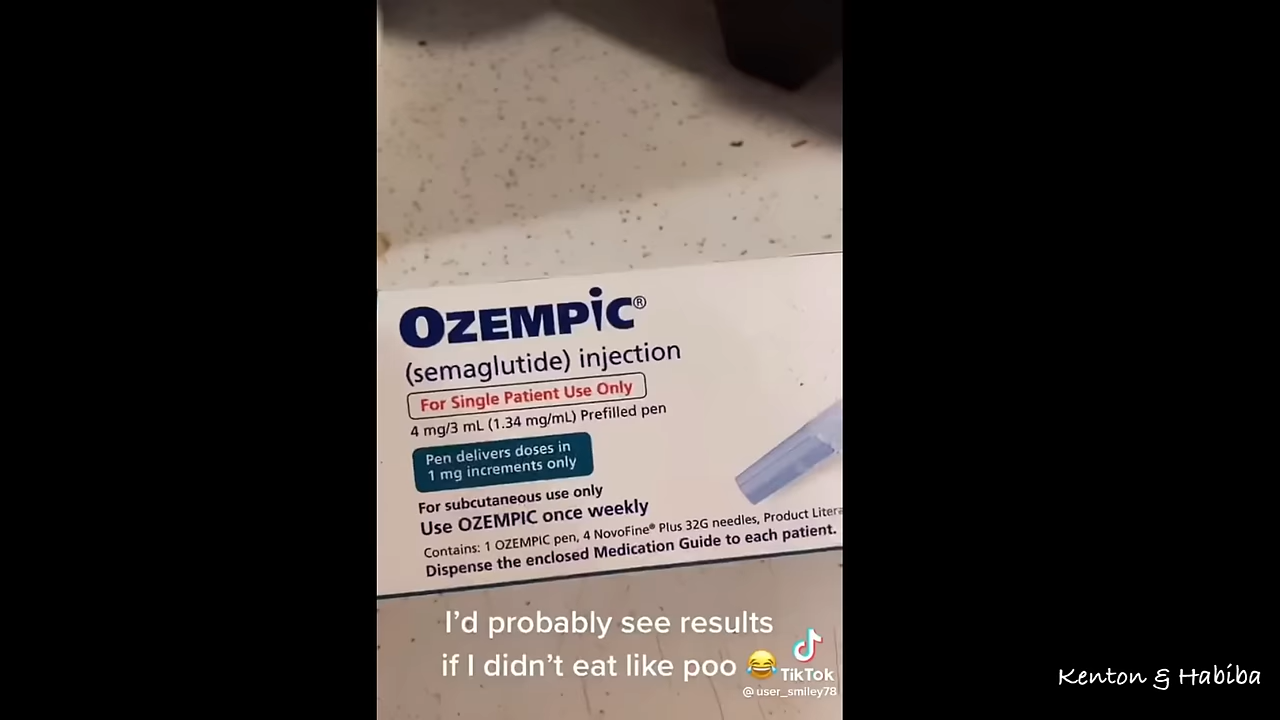 OZEMPIC®
(semaglutide) injection
For Single Patient Use Only
4 mg/3 mL (1.34 mg/mL) Prefilled pen
Pen delivers doses in
1 mg increments only
For subcutaneous use only
Use OZEMPIC once weekly
Contains: 1 OZEMPIC pen, 4 NovoFine® Plus 32G needles, Product
Dispense the enclosed Medication Guide to each patient.
I'd probably see results
if I didn't eat like poo 😂
TikTok
@user_smiley78
Kenton & Habiba